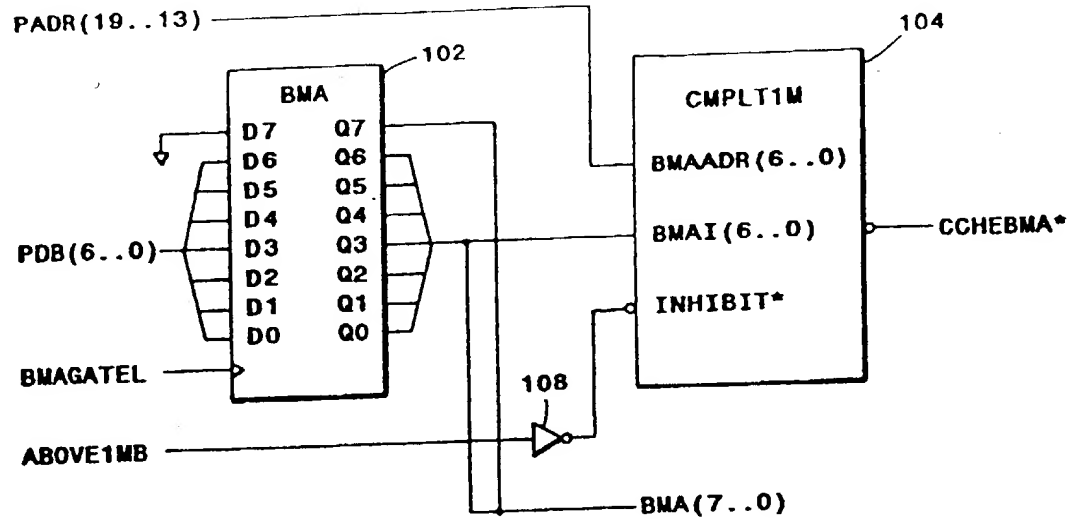 PADR(19..13)
104
102
BMA
CMPLT1M
D7 Q7
D6 Q6
D5 Q5
D4 Q4
D3 Q3
D2 Q2
D1 Q1
D0 Q0
PDB(6..0)
BMAADR(6..0)
BMAI(6..0)
CCHEBMA*
INHIBIT*
BMAGATEL
108
ABOVE1MB
BMA(7..0)